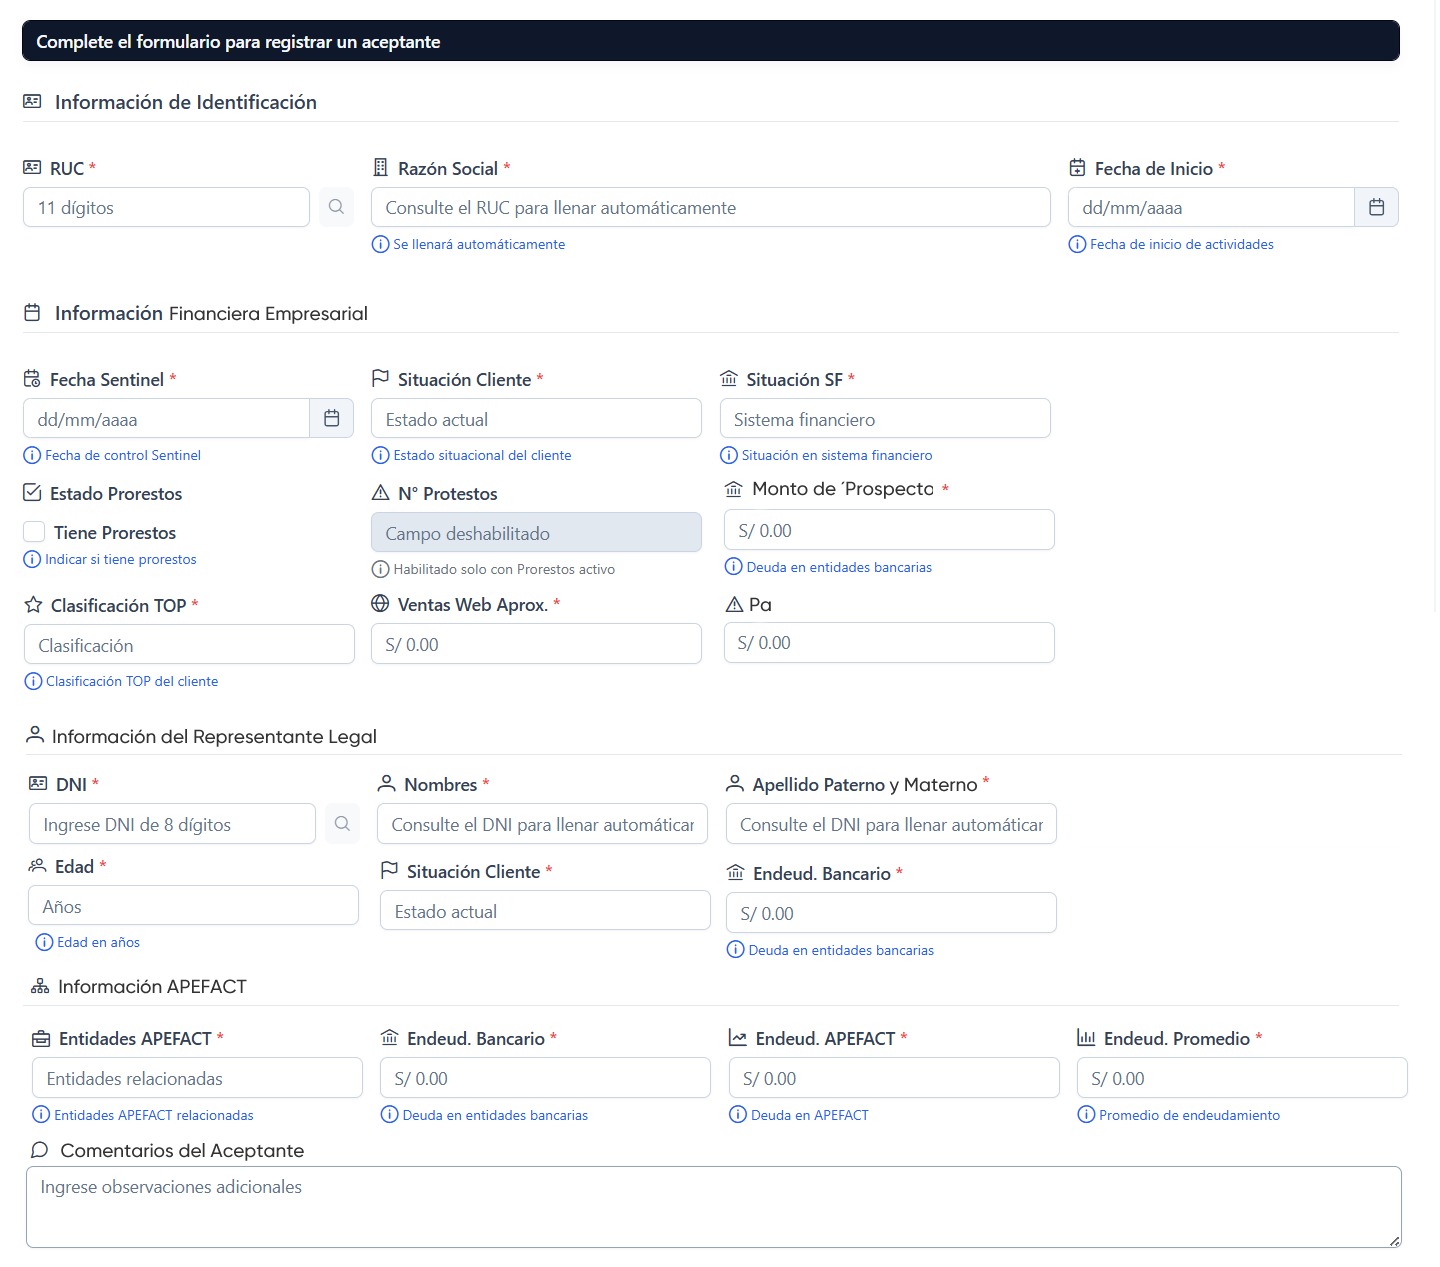 Complete el formulario para registrar un aceptante
Información de Identificación
RUC *
Razón Social *
Fecha de Inicio *
11 dígitos
Consulte el RUC para llenar automáticamente
dd/mm/aaaa
Se llenará automáticamente
Fecha de inicio de actividades
Información Financiera Empresarial
Fecha Sentinel *
Situación Cliente *
Situación SF *
dd/mm/aaaa
Estado actual
Sistema financiero
Fecha de control Sentinel
Estado situacional del cliente
Situación en sistema financiero
Estado Prorestos
N° Protestos
Monto de ´Prospecto *
Tiene Prorestos
Campo deshabilitado
S/ 0.00
Indicar si tiene prorestos
Habilitado solo con Prorestos activo
Deuda en entidades bancarias
Clasificación TOP *
Ventas Web Aprox. *
Pa
Clasificación
S/ 0.00
S/ 0.00
Clasificación TOP del cliente
Información del Representante Legal
DNI *
Nombres *
Apellido Paterno y Materno *
Ingrese DNI de 8 dígitos
Consulte el DNI para llenar automáticar
Consulte el DNI para llenar automáticar
Edad *
Situación Cliente *
Endeud. Bancario *
Años
Estado actual
S/ 0.00
Edad en años
Deuda en entidades bancarias
Información APEFACT
Entidades APEFACT *
Endeud. Bancario *
Endeud. APEFACT *
Endeud. Promedio *
Entidades relacionadas
S/ 0.00
S/ 0.00
S/ 0.00
Entidades APEFACT relacionadas
Deuda en entidades bancarias
Deuda en APEFACT
Promedio de endeudamiento
Comentarios del Aceptante
Ingrese observaciones adicionales